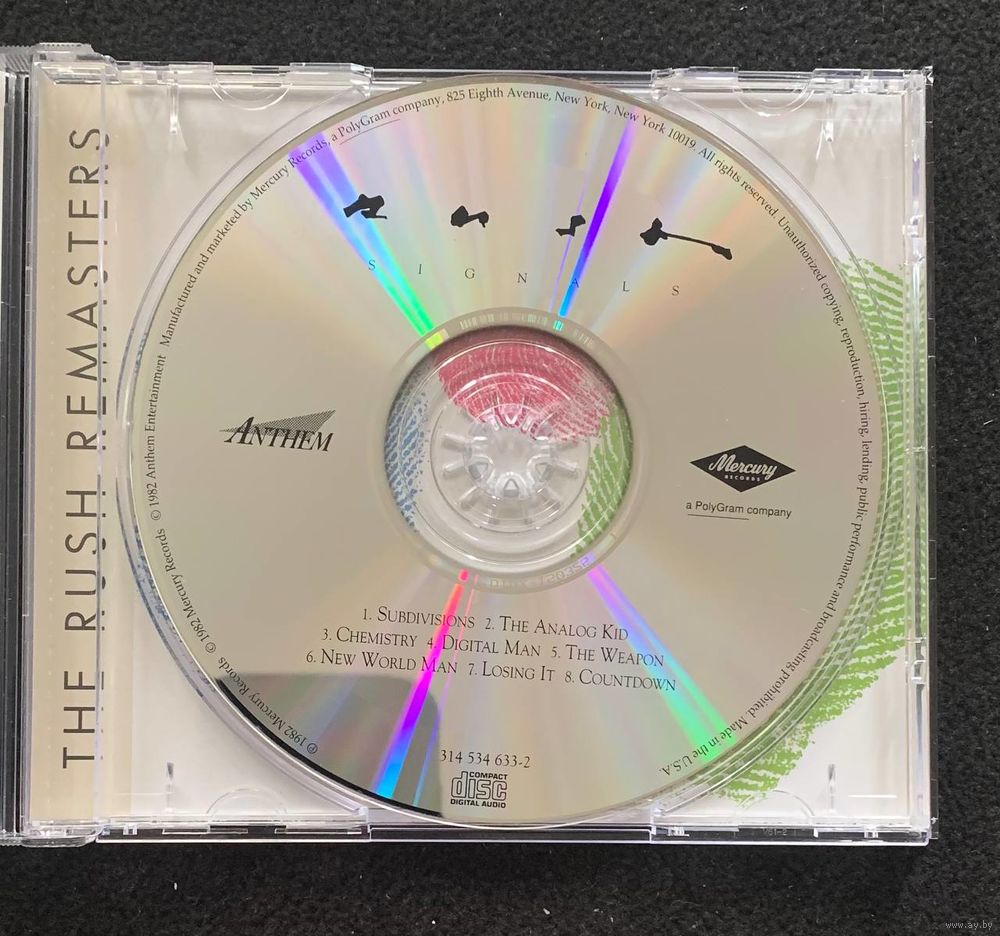 THE RUSH REMASTERS
Manufactured and marketed by Mercury Records, a PolyGram company, 825 Eighth Avenue, New York, New York 10019. All rights reserved. Unauthorized copying, reproduction, hiring, lending, public performance and broadcasting prohibited. Made in the U.S.A.
SIGNALS
ANTHEM
Mercury
RECORDS
a PolyGram company
1. SUBDIVISIONS 2. THE ANALOG KID
3. CHEMISTRY 4. DIGITAL MAN 5. THE WEAPON
6. NEW WORLD MAN 7. LOSING IT 8. COUNTDOWN
314 534 633-2
COMPACT
disc
DIGITAL AUDIO
℗ 1982 Mercury Records © 1982 Mercury Records © 1982 Anthem Entertainment
www.ay.by